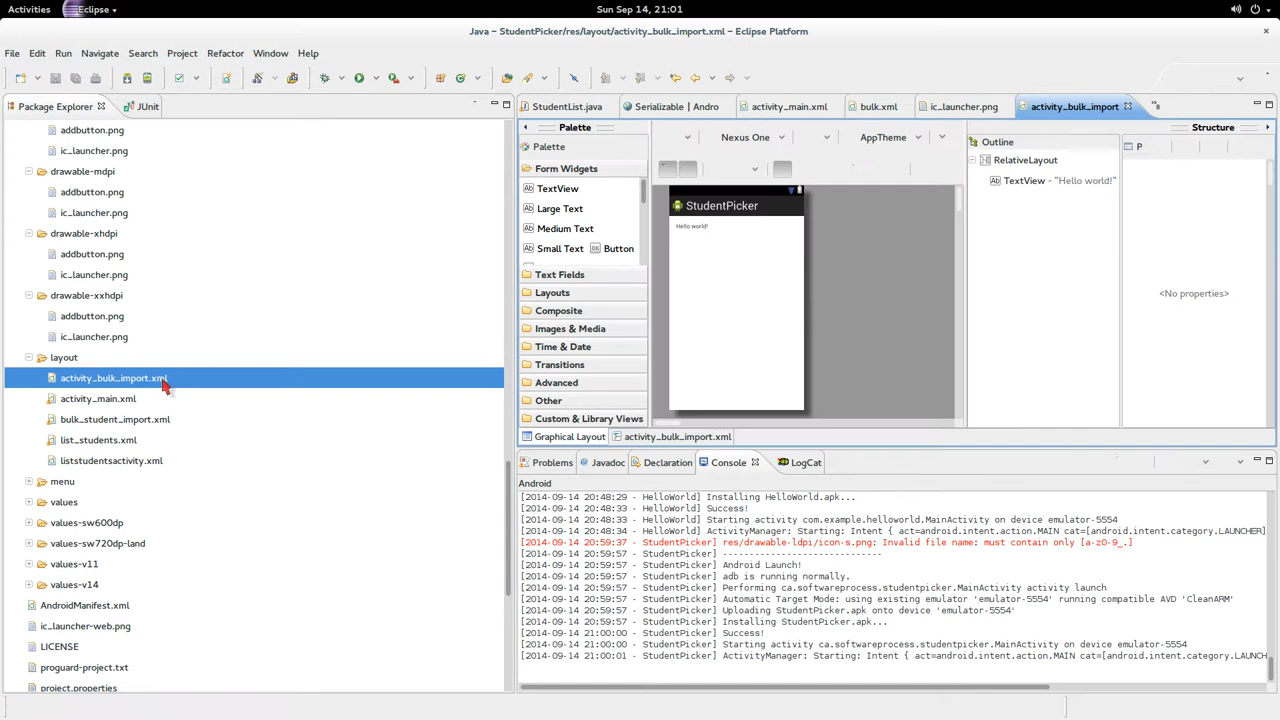 Activities Eclipse Sun Sep 14, 21:01
Java – StudentPicker/res/layout/activity_bulk_import.xml – Eclipse Platform
File Edit Run Navigate Search Project Refactor Window Help
Package Explorer JUnit
addbutton.png
ic_launcher.png
drawable-mdpi
addbutton.png
ic_launcher.png
drawable-xhdpi
addbutton.png
ic_launcher.png
drawable-xxhdpi
addbutton.png
ic_launcher.png
layout
activity_bulk_import.xml
activity_main.xml
bulk_student_import.xml
list_students.xml
liststudentsactivity.xml
menu
values
values-sw600dp
values-sw720dp-land
values-v11
values-v14
AndroidManifest.xml
ic_launcher-web.png
LICENSE
proguard-project.txt
project.properties
StudentList.java Serializable | Andro activity_main.xml bulk.xml ic_launcher.png activity_bulk_import »8
Palette
Palette
Form Widgets
Ab TextView
Ab Large Text
Ab Medium Text
Ab Small Text OK Button
Text Fields
Layouts
Composite
Images & Media
Time & Date
Transitions
Advanced
Other
Custom & Library Views
Nexus One AppTheme
StudentPicker
Hello world!
Graphical Layout activity_bulk_import.xml
Structure
Outline
RelativeLayout
Ab TextView - "Hello world!"
P
<No properties>
Problems Javadoc Declaration Console LogCat
Android
[2014-09-14 20:48:29 - HelloWorld] Installing HelloWorld.apk...
[2014-09-14 20:48:33 - HelloWorld] Success!
[2014-09-14 20:48:33 - HelloWorld] Starting activity com.example.helloworld.MainActivity on device emulator-5554
[2014-09-14 20:48:34 - HelloWorld] ActivityManager: Starting: Intent { act=android.intent.action.MAIN cat=[android.intent.category.LAUNCHER]
[2014-09-14 20:59:37 - StudentPicker] res/drawable-ldpi/icon-s.png: Invalid file name: must contain only [a-z0-9_.]
[2014-09-14 20:59:57 - StudentPicker] ------------------------------
[2014-09-14 20:59:57 - StudentPicker] Android Launch!
[2014-09-14 20:59:57 - StudentPicker] adb is running normally.
[2014-09-14 20:59:57 - StudentPicker] Performing ca.softwareprocess.studentpicker.MainActivity activity launch
[2014-09-14 20:59:57 - StudentPicker] Automatic Target Mode: using existing emulator 'emulator-5554' running compatible AVD 'CleanARM'
[2014-09-14 20:59:57 - StudentPicker] Uploading StudentPicker.apk onto device 'emulator-5554'
[2014-09-14 20:59:57 - StudentPicker] Installing StudentPicker.apk...
[2014-09-14 21:00:00 - StudentPicker] Success!
[2014-09-14 21:00:00 - StudentPicker] Starting activity ca.softwareprocess.studentpicker.MainActivity on device emulator-5554
[2014-09-14 21:00:01 - StudentPicker] ActivityManager: Starting: Intent { act=android.intent.action.MAIN cat=[android.intent.category.LAUNCH